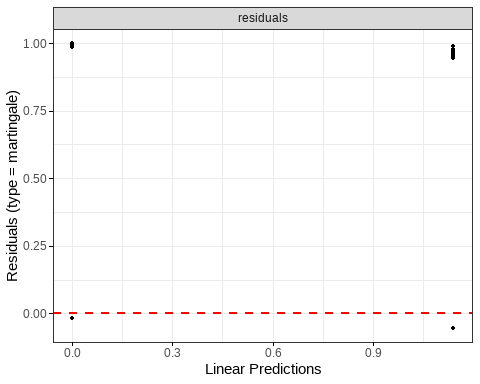 residuals
Residuals (type = martingale)
1.00
0.75
0.50
0.25
0.00
0.0 0.3 0.6 0.9
Linear Predictions